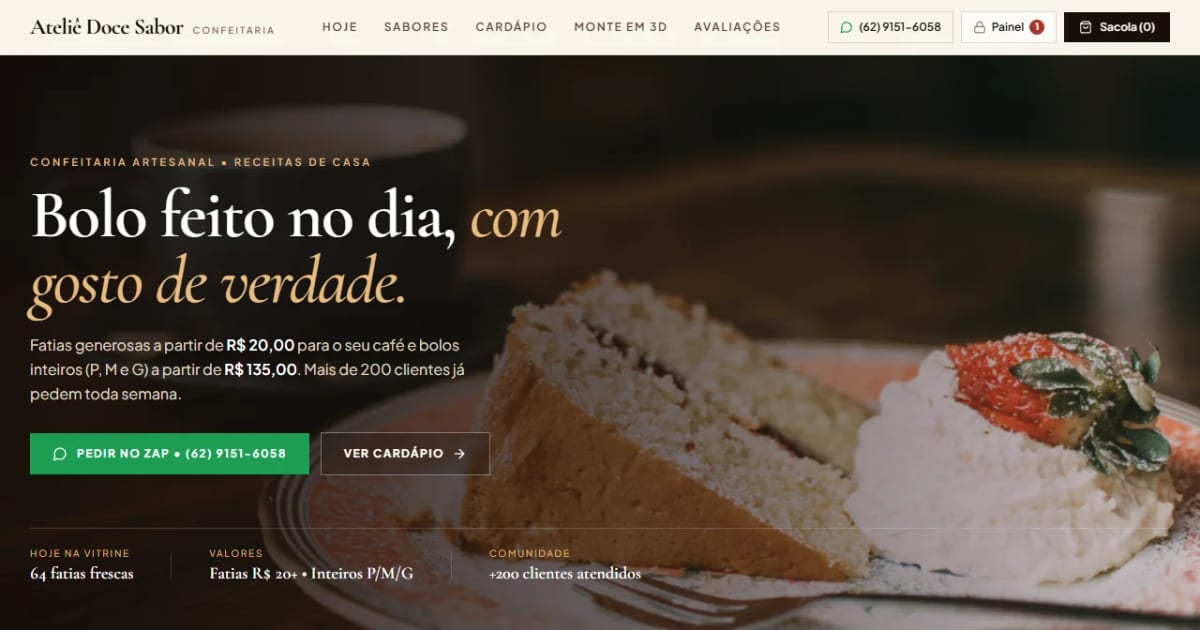 Ateliê Doce Sabor CONFEITARIA
HOJE
SABORES
CARDÁPIO
MONTE EM 3D
AVALIAÇÕES
(62) 9151-6058
Painel 1
Sacola (0)
CONFEITARIA ARTESANAL • RECEITAS DE CASA
Bolo feito no dia, com
gosto de verdade.
Fatias generosas a partir de R$ 20,00 para o seu café e bolos
inteiros (P, M e G) a partir de R$ 135,00. Mais de 200 clientes já
pedem toda semana.
PEDIR NO ZAP • (62) 9151-6058
VER CARDÁPIO →
HOJE NA VITRINE
64 fatias frescas
VALORES
Fatias R$ 20+ • Inteiros P/M/G
COMUNIDADE
+200 clientes atendidos